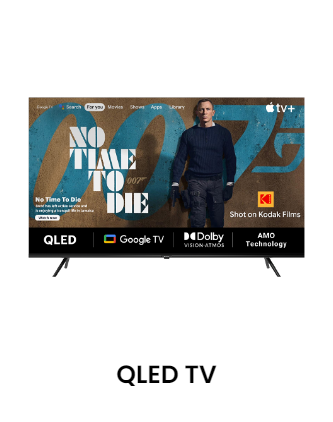 Search For you Movies Shows Apps Library
tv+
007
NO
TIME
TO
DIE
007
No Time To Die
Shot on Kodak Films
QLED
Google TV
Dolby
VISION·ATMOS
AMO
Technology
QLED TV